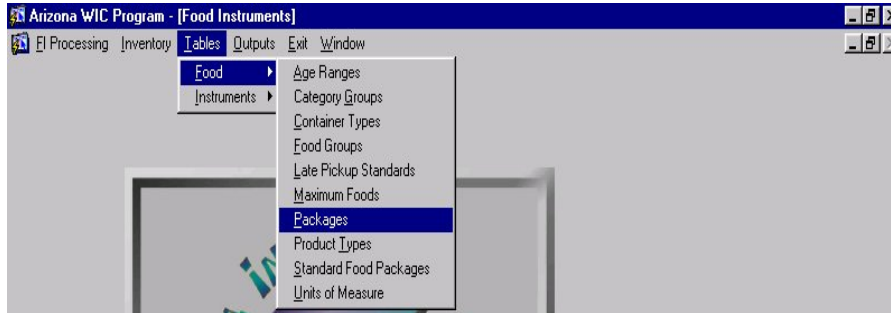 Arizona WIC Program - [Food Instruments]
FI Processing Inventory Tables Outputs Exit Window
Food
Instruments
Age Ranges
Category Groups
Container Types
Food Groups
Late Pickup Standards
Maximum Foods
Packages
Product Types
Standard Food Packages
Units of Measure